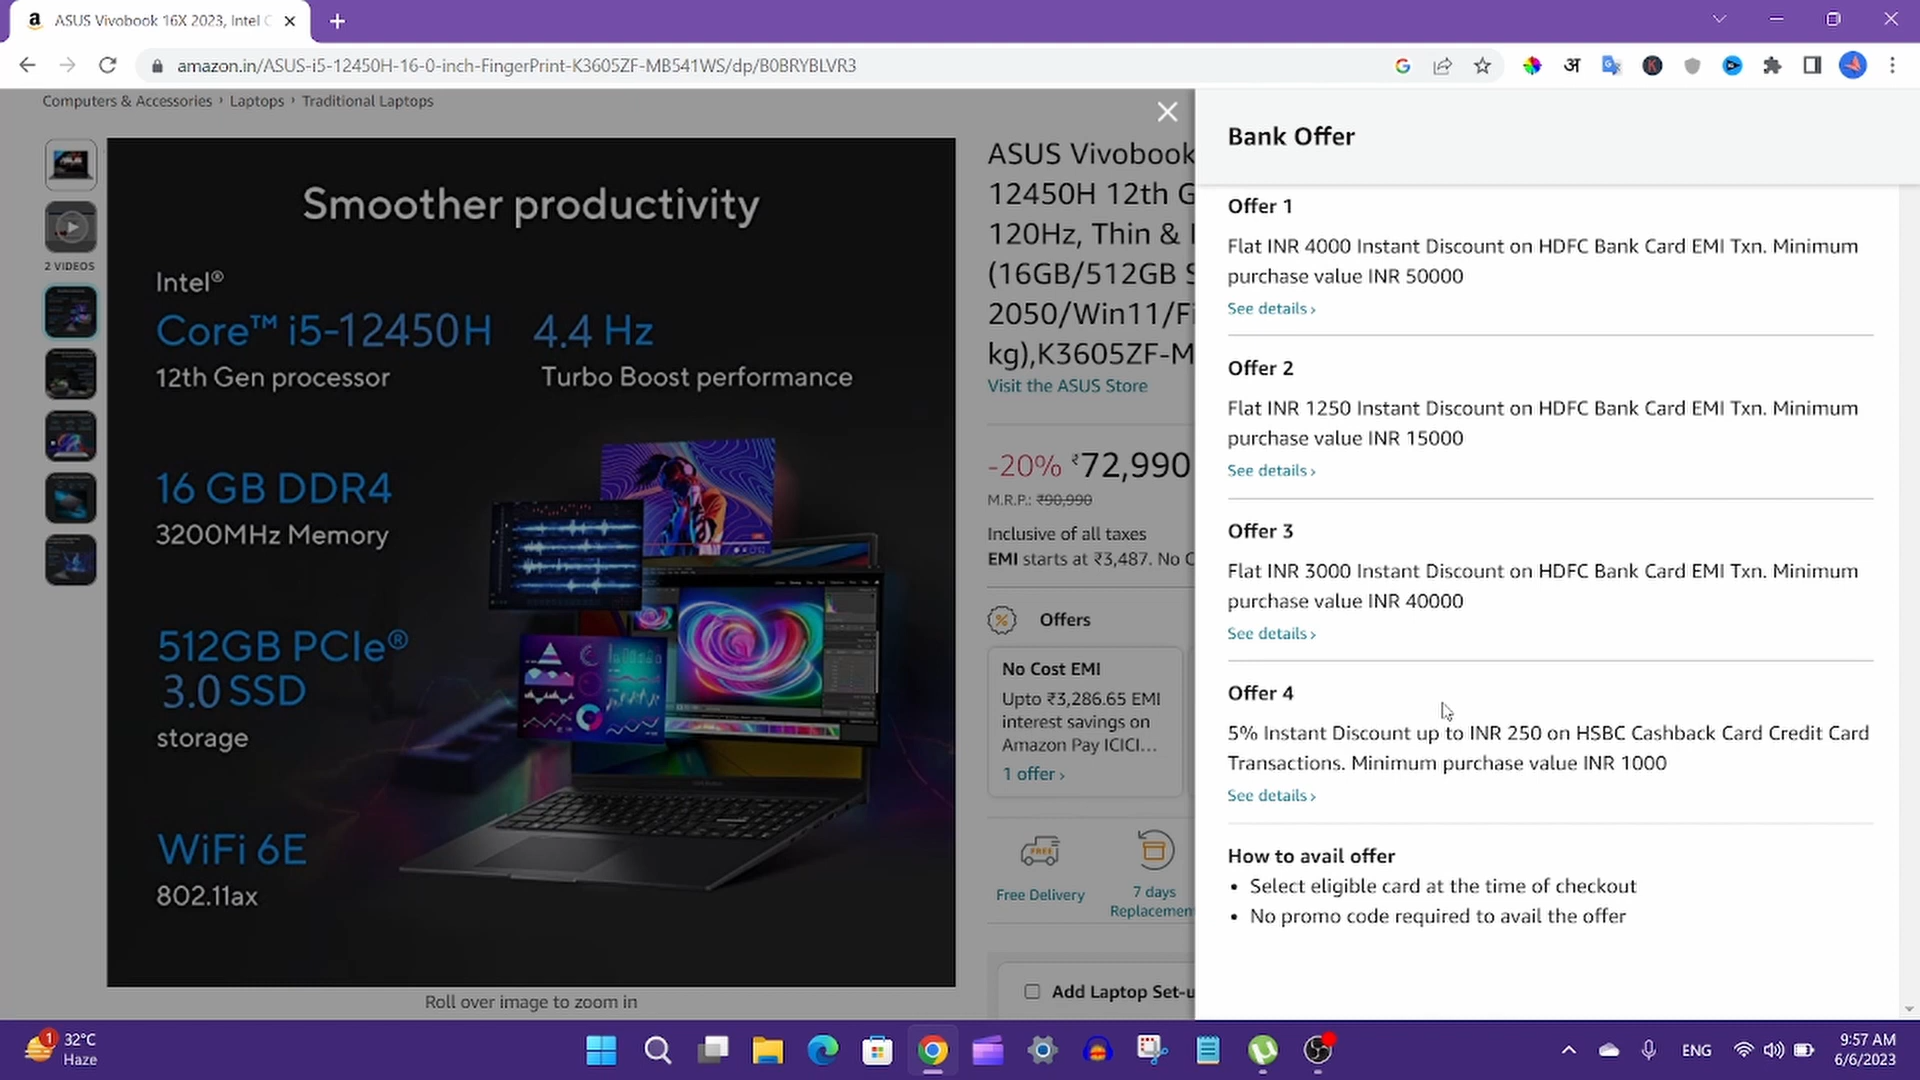 ASUS Vivobook 16X 2023, Intel C
amazon.in/ASUS-i5-12450H-16-0-inch-FingerPrint-K3605ZF-MB541WS/dp/B0BRYBLVR3
Computers & Accessories › Laptops › Traditional Laptops
2 VIDEOS
Smoother productivity
Intel®
Core™ i5-12450H
12th Gen processor
4.4 Hz
Turbo Boost performance
16 GB DDR4
3200MHz Memory
512GB PCIe®
3.0 SSD
storage
WiFi 6E
802.11ax
Roll over image to zoom in
ASUS Vivobook
12450H 12th G
120Hz, Thin &
(16GB/512GB S
2050/Win11/Fi
kg),K3605ZF-M
Visit the ASUS Store
-20% ₹72,990
M.R.P.: ₹90,990
Inclusive of all taxes
EMI starts at ₹3,487. No C
Offers
No Cost EMI
Upto ₹3,286.65 EMI
interest savings on
Amazon Pay ICICI...
1 offer ›
FREE
Free Delivery
7 days
Replacement
Add Laptop Set-u
Bank Offer
Offer 1
Flat INR 4000 Instant Discount on HDFC Bank Card EMI Txn. Minimum
purchase value INR 50000
See details ›
Offer 2
Flat INR 1250 Instant Discount on HDFC Bank Card EMI Txn. Minimum
purchase value INR 15000
See details ›
Offer 3
Flat INR 3000 Instant Discount on HDFC Bank Card EMI Txn. Minimum
purchase value INR 40000
See details ›
Offer 4
5% Instant Discount up to INR 250 on HSBC Cashback Card Credit Card
Transactions. Minimum purchase value INR 1000
See details ›
How to avail offer
• Select eligible card at the time of checkout
• No promo code required to avail the offer
1
32°C
Haze
ENG
9:57 AM
6/6/2023